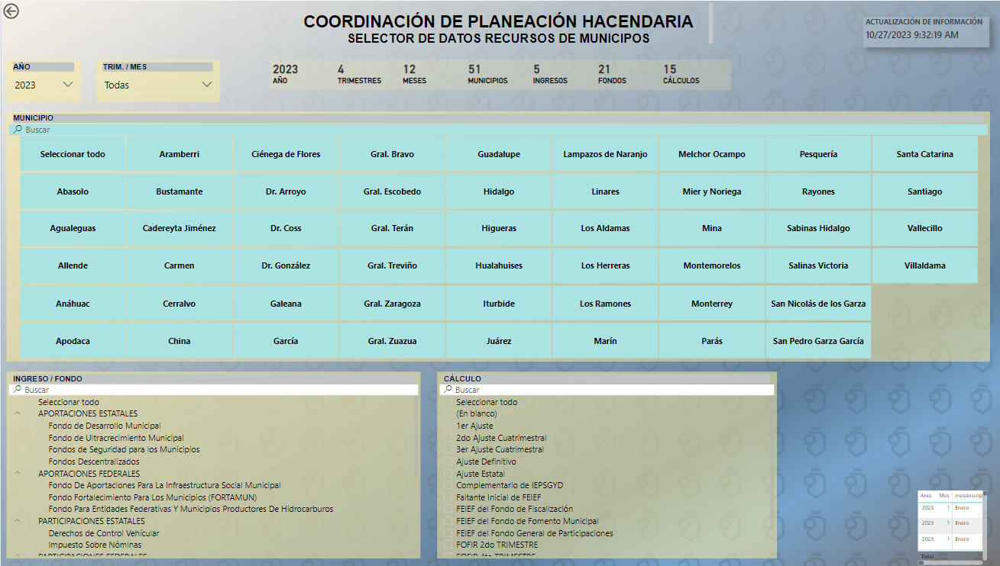 COORDINACIÓN DE PLANEACIÓN HACENDARIA
SELECTOR DE DATOS RECURSOS DE MUNICIPOS
ACTUALIZACIÓN DE INFORMACIÓN
10/27/2023 9:32:19 AM
AÑO
2023
TRIM. / MES
Todas
2023 4 12 51 5 21 15
AÑO TRIMESTRES MESES MUNICIPIOS INGRESOS FONDOS CÁLCULOS
MUNICIPIO
Buscar
Seleccionar todo Aramberri Ciénega de Flores Gral. Bravo Guadalupe Lampazos de Naranjo Melchor Ocampo Pesquería Santa Catarina
Abasolo Bustamante Dr. Arroyo Gral. Escobedo Hidalgo Linares Mier y Noriega Rayones Santiago
Agualeguas Cadereyta Jiménez Dr. Coss Gral. Terán Higueras Los Aldamas Mina Sabinas Hidalgo Vallecillo
Allende Carmen Dr. González Gral. Treviño Hualahuises Los Herreras Montemorelos Salinas Victoria Villaldama
Anáhuac Cerralvo Galeana Gral. Zaragoza Iturbide Los Ramones Monterrey San Nicolás de los Garza
Apodaca China García Gral. Zuazua Juárez Marín Parás San Pedro Garza García
INGRESO / FONDO
Buscar
Seleccionar todo
APORTACIONES ESTATALES
Fondo de Desarrollo Municipal
Fondo de Ultracrecimiento Municipal
Fondos de Seguridad para los Municipios
Fondos Descentralizados
APORTACIONES FEDERALES
Fondo De Aportaciones Para La Infraestructura Social Municipal
Fondo Fortalecimiento Para Los Municipios (FORTAMUN)
Fondo Para Entidades Federativas Y Municipios Productores De Hidrocarburos
PARTICIPACIONES ESTATALES
Derechos de Control Vehícular
Impuesto Sobre Nóminas
PARTICIPACIONES FEDERALES
CÁLCULO
Buscar
Seleccionar todo
(En blanco)
1er Ajuste
2do Ajuste Cuatrimestral
3er Ajuste Cuatrimestral
Ajuste Definitivo
Ajuste Estatal
Complementario de IEPSGYD
Faltante Inicial de FEIEF
FEIEF del Fondo de Fiscalización
FEIEF del Fondo de Fomento Municipal
FEIEF del Fondo General de Participaciones
FOFIR 2do TRIMESTRE
FOFIR 4to TRIMESTRE
Anio Mes mesdescrip
2023 1 Enero
2023 1 Enero
2023 1 Enero
Total